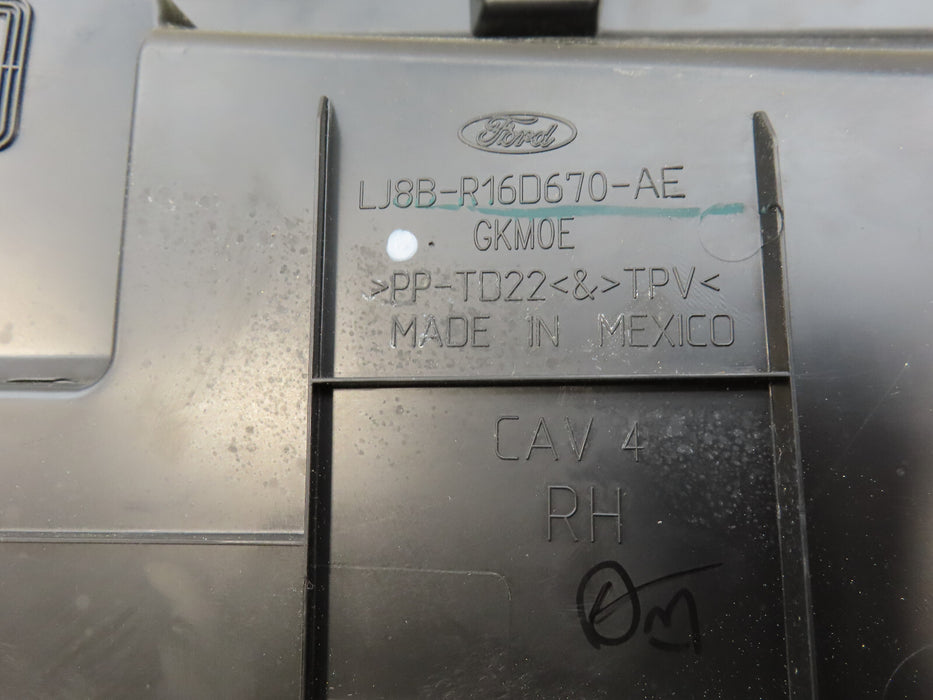 Ford
LJ8B-R16D670-AE
GKM0E
>PP-TD22<&>TPV<
MADE IN MEXICO
CAV 4
RH